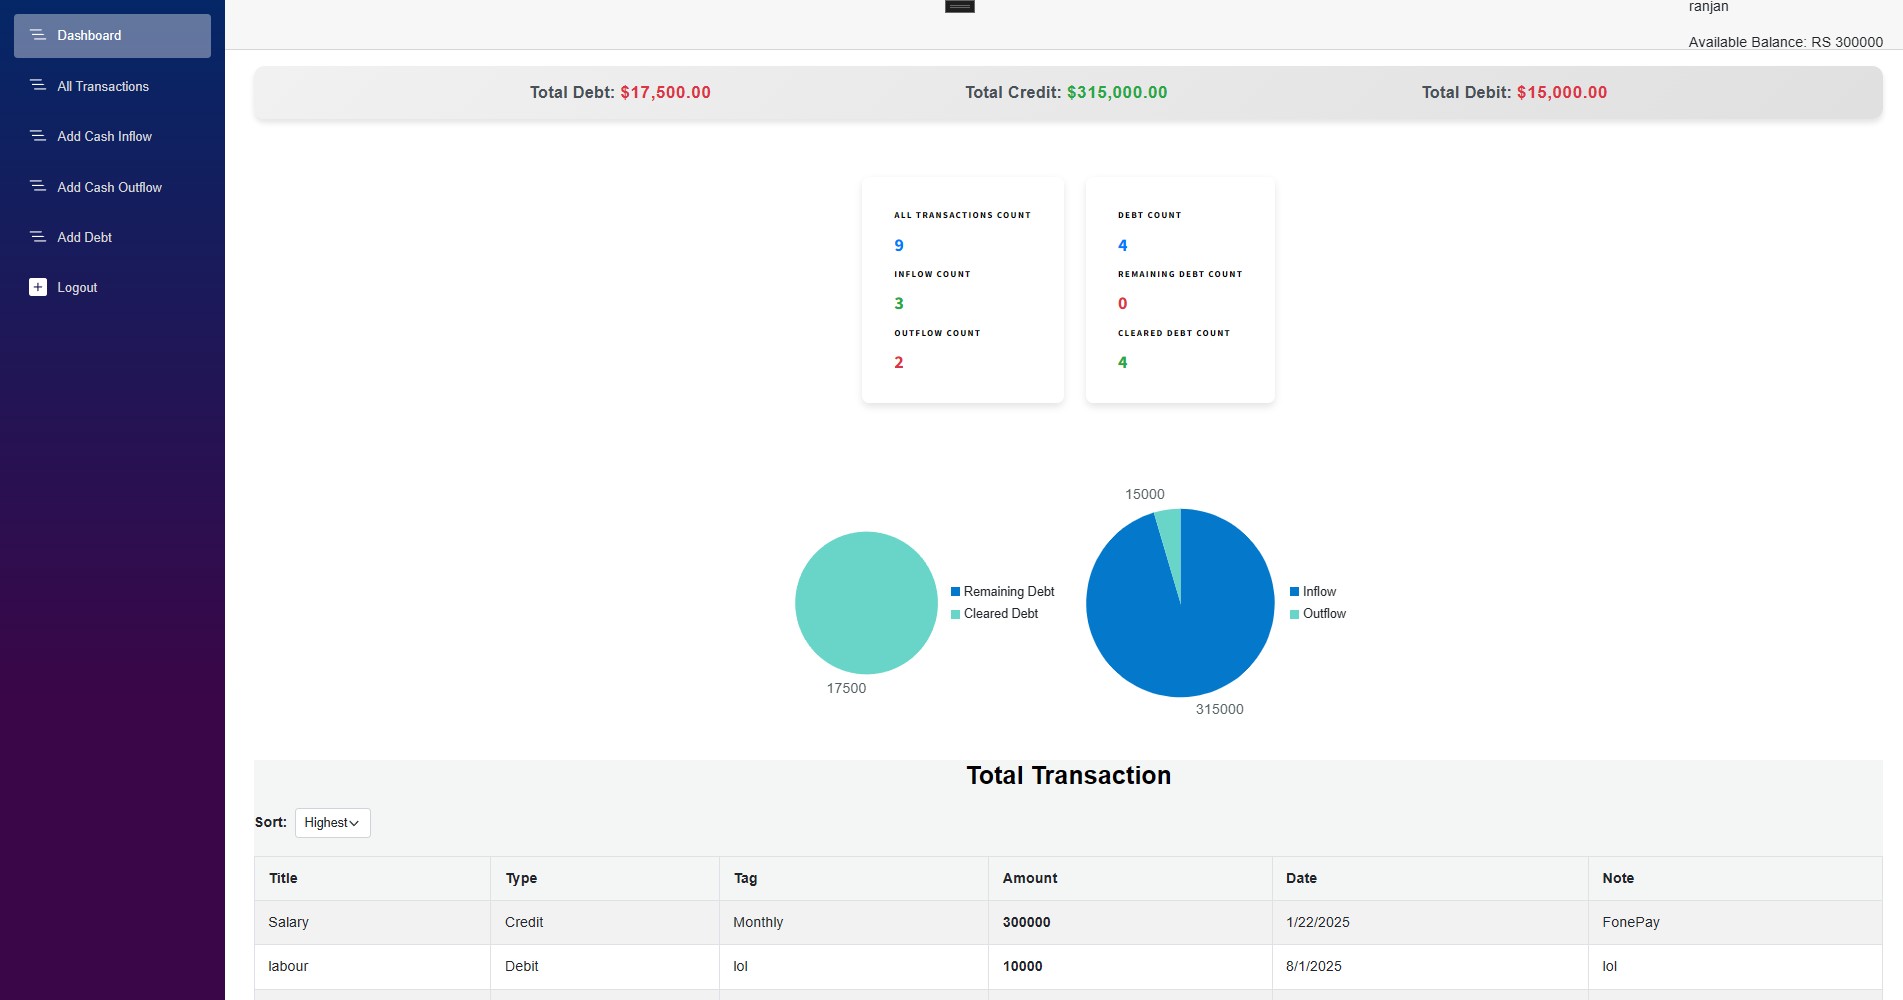 Dashboard
All Transactions
Add Cash Inflow
Add Cash Outflow
Add Debt
Logout
ranjan
Available Balance: RS 300000
Total Debt: $17,500.00 Total Credit: $315,000.00 Total Debit: $15,000.00
ALL TRANSACTIONS COUNT
9
INFLOW COUNT
3
OUTFLOW COUNT
2
DEBT COUNT
4
REMAINING DEBT COUNT
0
CLEARED DEBT COUNT
4
17500
Remaining Debt
Cleared Debt
15000
315000
Inflow
Outflow
Total Transaction
Sort: Highest
Title Type Tag Amount Date Note
Salary Credit Monthly 300000 1/22/2025 FonePay
labour Debit lol 10000 8/1/2025 lol